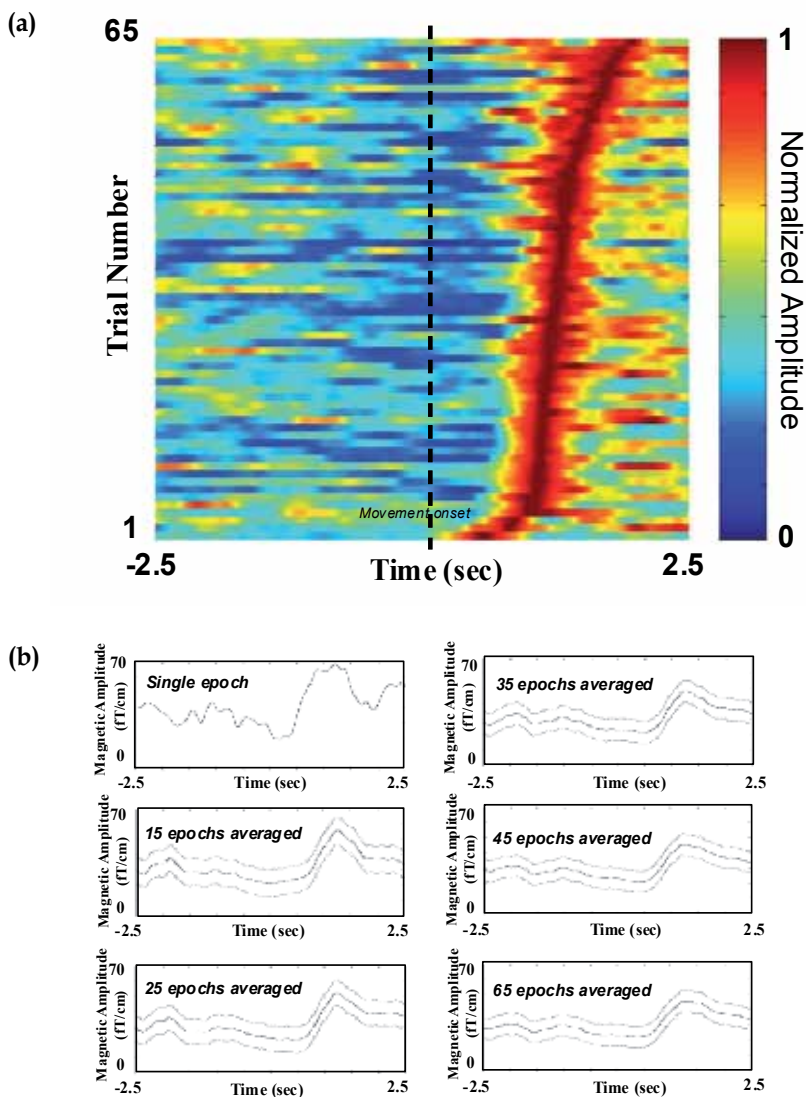 (a)
65
1
Normalized Amplitude
Trial Number
Movement onset
1
0
-2.5
Time (sec)
2.5
(b)
70
Magnetic Amplitude
(fT/cm)
Single epoch
0
-2.5
Time (sec)
2.5
70
Magnetic Amplitude
(fT/cm)
35 epochs averaged
0
-2.5
Time (sec)
2.5
70
Magnetic Amplitude
(fT/cm)
15 epochs averaged
0
-2.5
Time (sec)
2.5
70
Magnetic Amplitude
(fT/cm)
45 epochs averaged
0
-2.5
Time (sec)
2.5
70
Magnetic Amplitude
(fT/cm)
25 epochs averaged
0
-2.5
Time (sec)
2.5
70
Magnetic Amplitude
(fT/cm)
65 epochs averaged
0
-2.5
Time (sec)
2.5